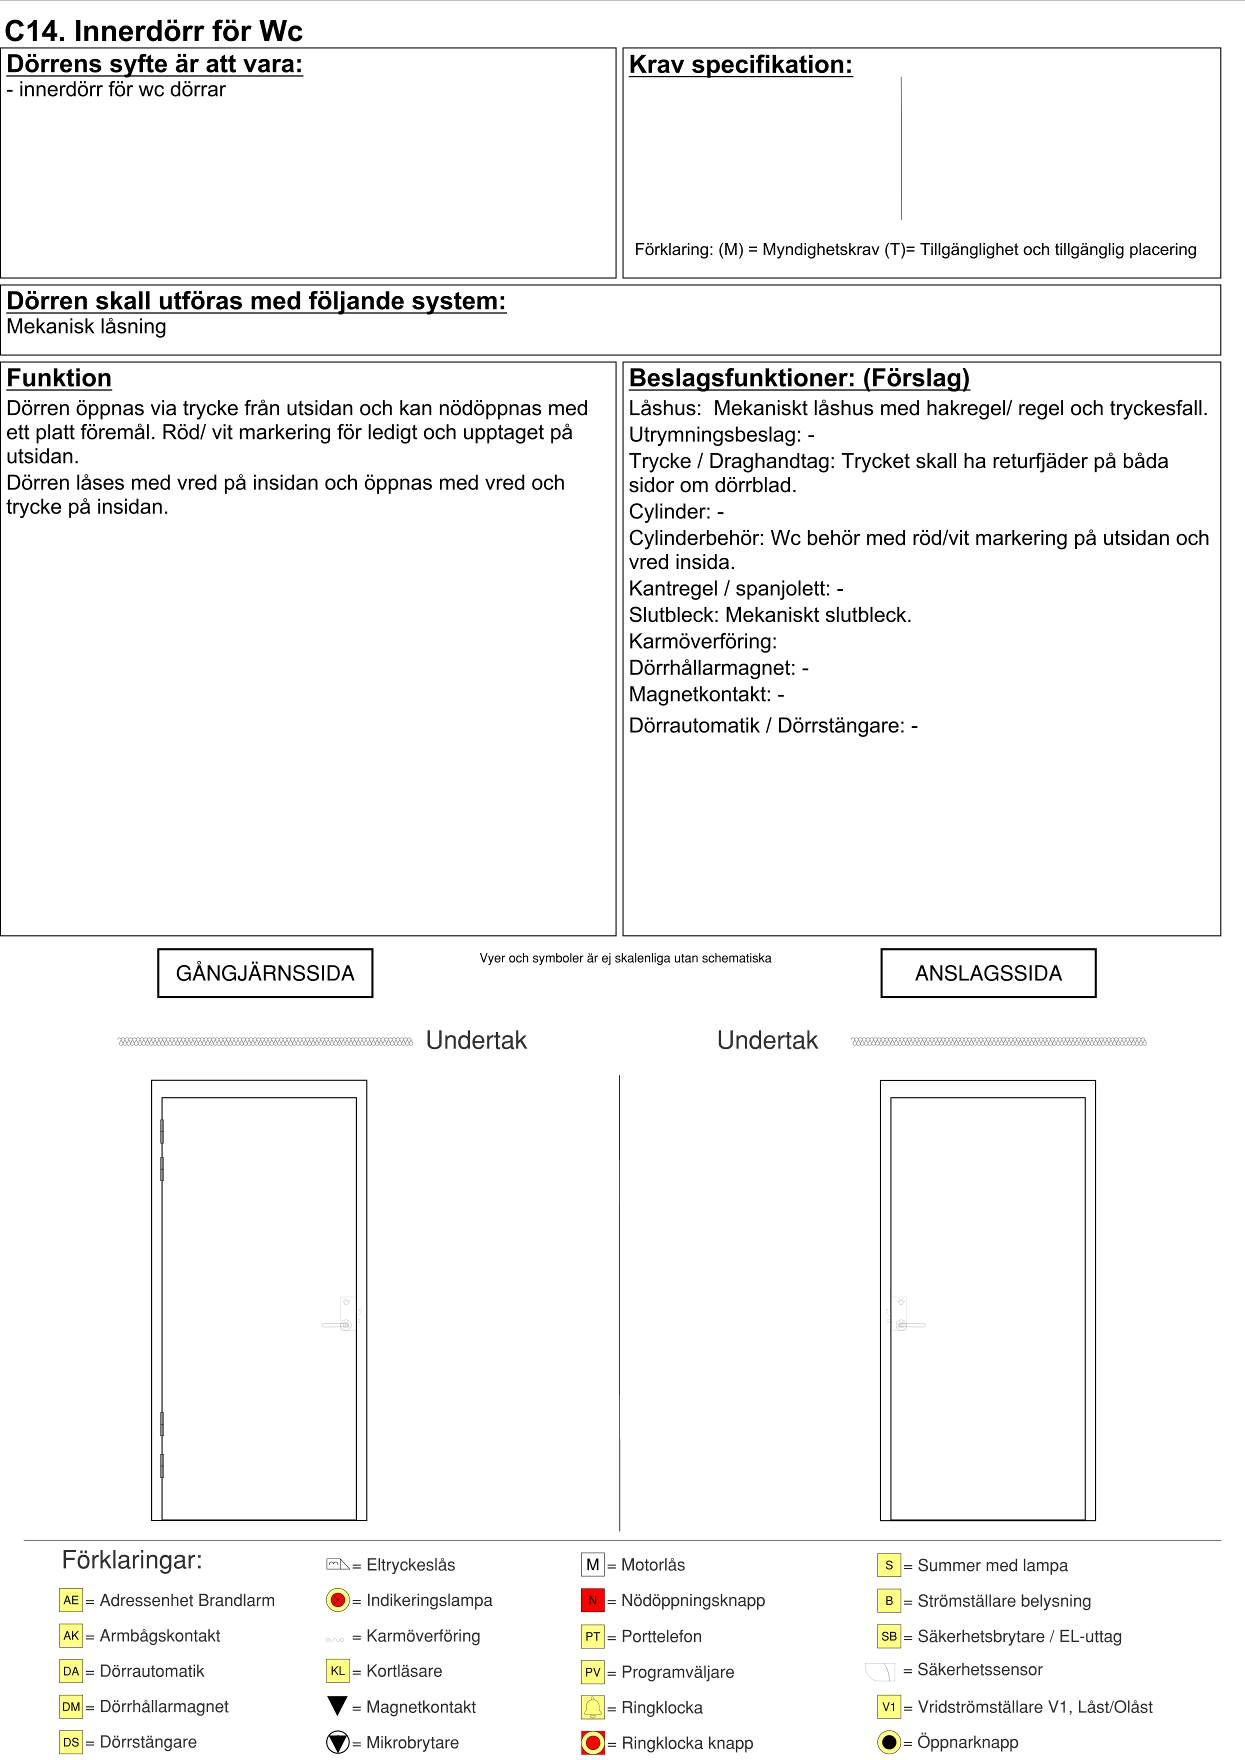 C14. Innerdörr för Wc
Dörrens syfte är att vara:
- innerdörr för wc dörrar
Krav specifikation:
Förklaring: (M) = Myndighetskrav (T)= Tillgänglighet och tillgänglig placering
Dörren skall utföras med följande system:
Mekanisk låsning
Funktion
Dörren öppnas via trycke från utsidan och kan nödöppnas med
ett platt föremål. Röd/ vit markering för ledigt och upptaget på
utsidan.
Dörren låses med vred på insidan och öppnas med vred och
trycke på insidan.
Beslagsfunktioner: (Förslag)
Låshus:  Mekaniskt låshus med hakregel/ regel och tryckesfall.
Utrymningsbeslag: -
Trycke / Draghandtag: Trycket skall ha returfjäder på båda
sidor om dörrblad.
Cylinder: -
Cylinderbehör: Wc behör med röd/vit markering på utsidan och
vred insida.
Kantregel / spanjolett: -
Slutbleck: Mekaniskt slutbleck.
Karmöverföring:
Dörrhållarmagnet: -
Magnetkontakt: -
Dörrautomatik / Dörrstängare: -
GÅNGJÄRNSSIDA
Vyer och symboler är ej skalenliga utan schematiska
ANSLAGSSIDA
Undertak
Undertak
Förklaringar:
AE = Adressenhet Brandlarm
AK = Armbågskontakt
DA = Dörrautomatik
DM = Dörrhållarmagnet
DS = Dörrstängare
= Eltryckeslås
= Indikeringslampa
= Karmöverföring
KL = Kortläsare
= Magnetkontakt
= Mikrobrytare
M = Motorlås
N = Nödöppningsknapp
PT = Porttelefon
PV = Programväljare
= Ringklocka
= Ringklocka knapp
S = Summer med lampa
B = Strömställare belysning
SB = Säkerhetsbrytare / EL-uttag
= Säkerhetssensor
V1 = Vridströmställare V1, Låst/Olåst
= Öppnarknapp